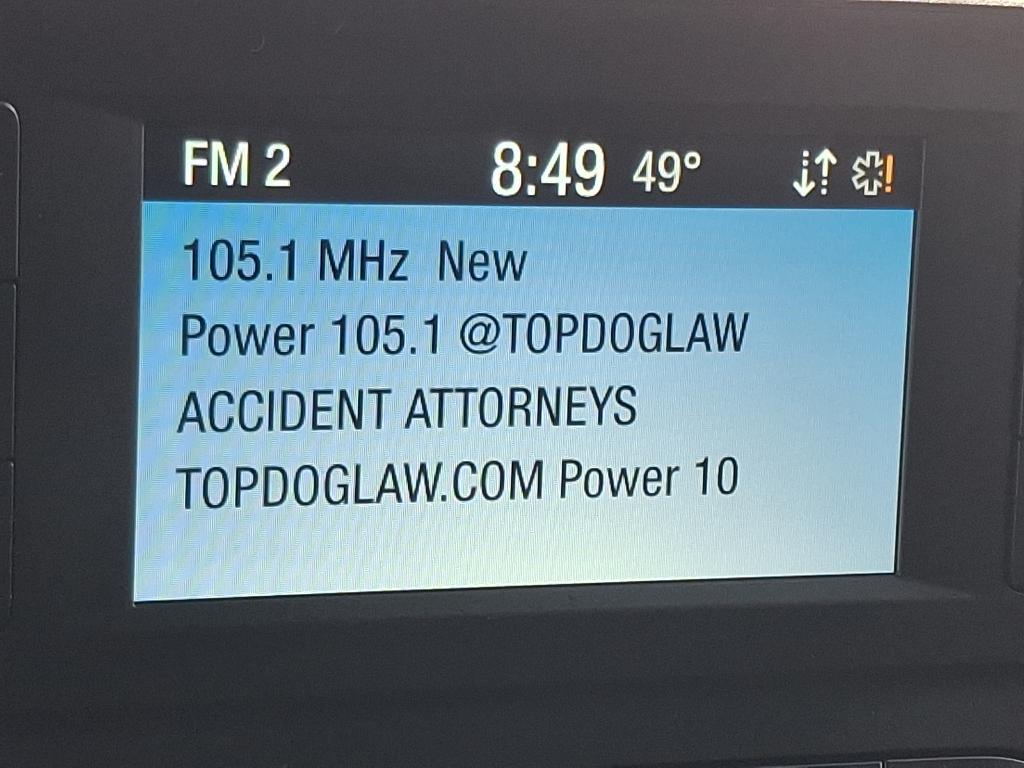 FM 2 8:49 49°
105.1 MHz New
Power 105.1 @TOPDOGLAW
ACCIDENT ATTORNEYS
TOPDOGLAW.COM Power 10